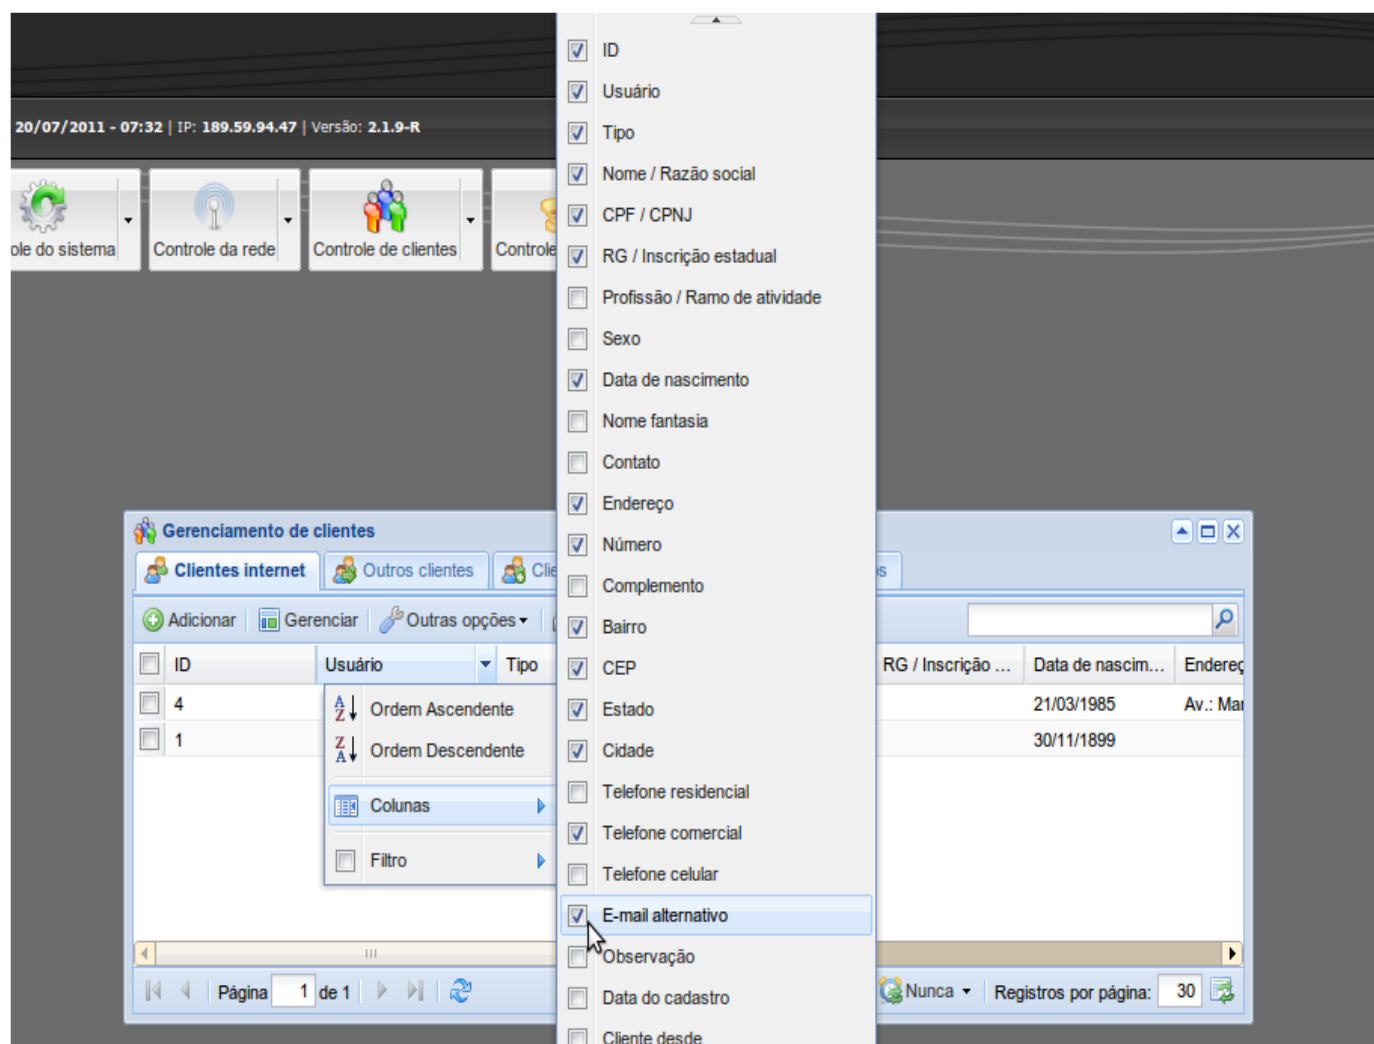 20/07/2011 - 07:32 | IP: 189.59.94.47 | Versão: 2.1.9-R
ole do sistema
Controle da rede
Controle de clientes
Controle
ID
Usuário
Tipo
Nome / Razão social
CPF / CPNJ
RG / Inscrição estadual
Profissão / Ramo de atividade
Sexo
Data de nascimento
Nome fantasia
Contato
Endereço
Número
Complemento
Bairro
CEP
Estado
Cidade
Telefone residencial
Telefone comercial
Telefone celular
E-mail alternativo
Observação
Data do cadastro
Cliente desde
Gerenciamento de clientes
Clientes internet
Outros clientes
Clie
s
Adicionar
Gerenciar
Outras opções
ID
Usuário
Tipo
RG / Inscrição ...
Data de nascim...
Endereç
4
21/03/1985
Av.: Mar
1
30/11/1899
Ordem Ascendente
Ordem Descendente
Colunas
Filtro
Página 1 de 1
Nunca
Registros por página: 30